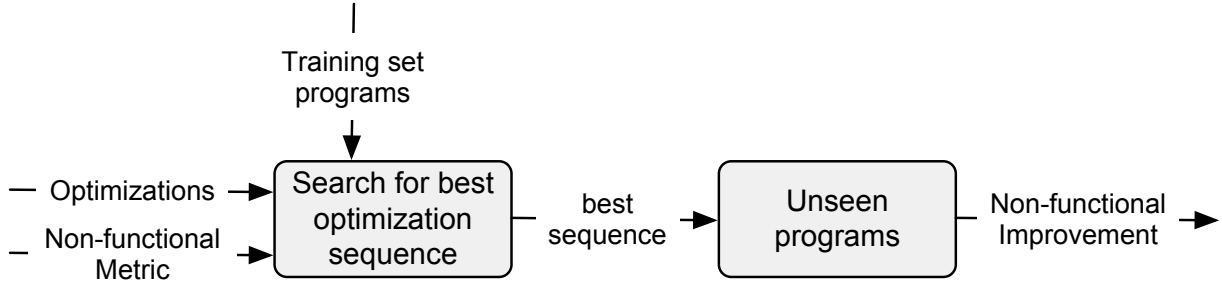 Training set
programs
Optimizations
Non-functional
Metric
Search for best
optimization
sequence
best
sequence
Unseen
programs
Non-functional
Improvement